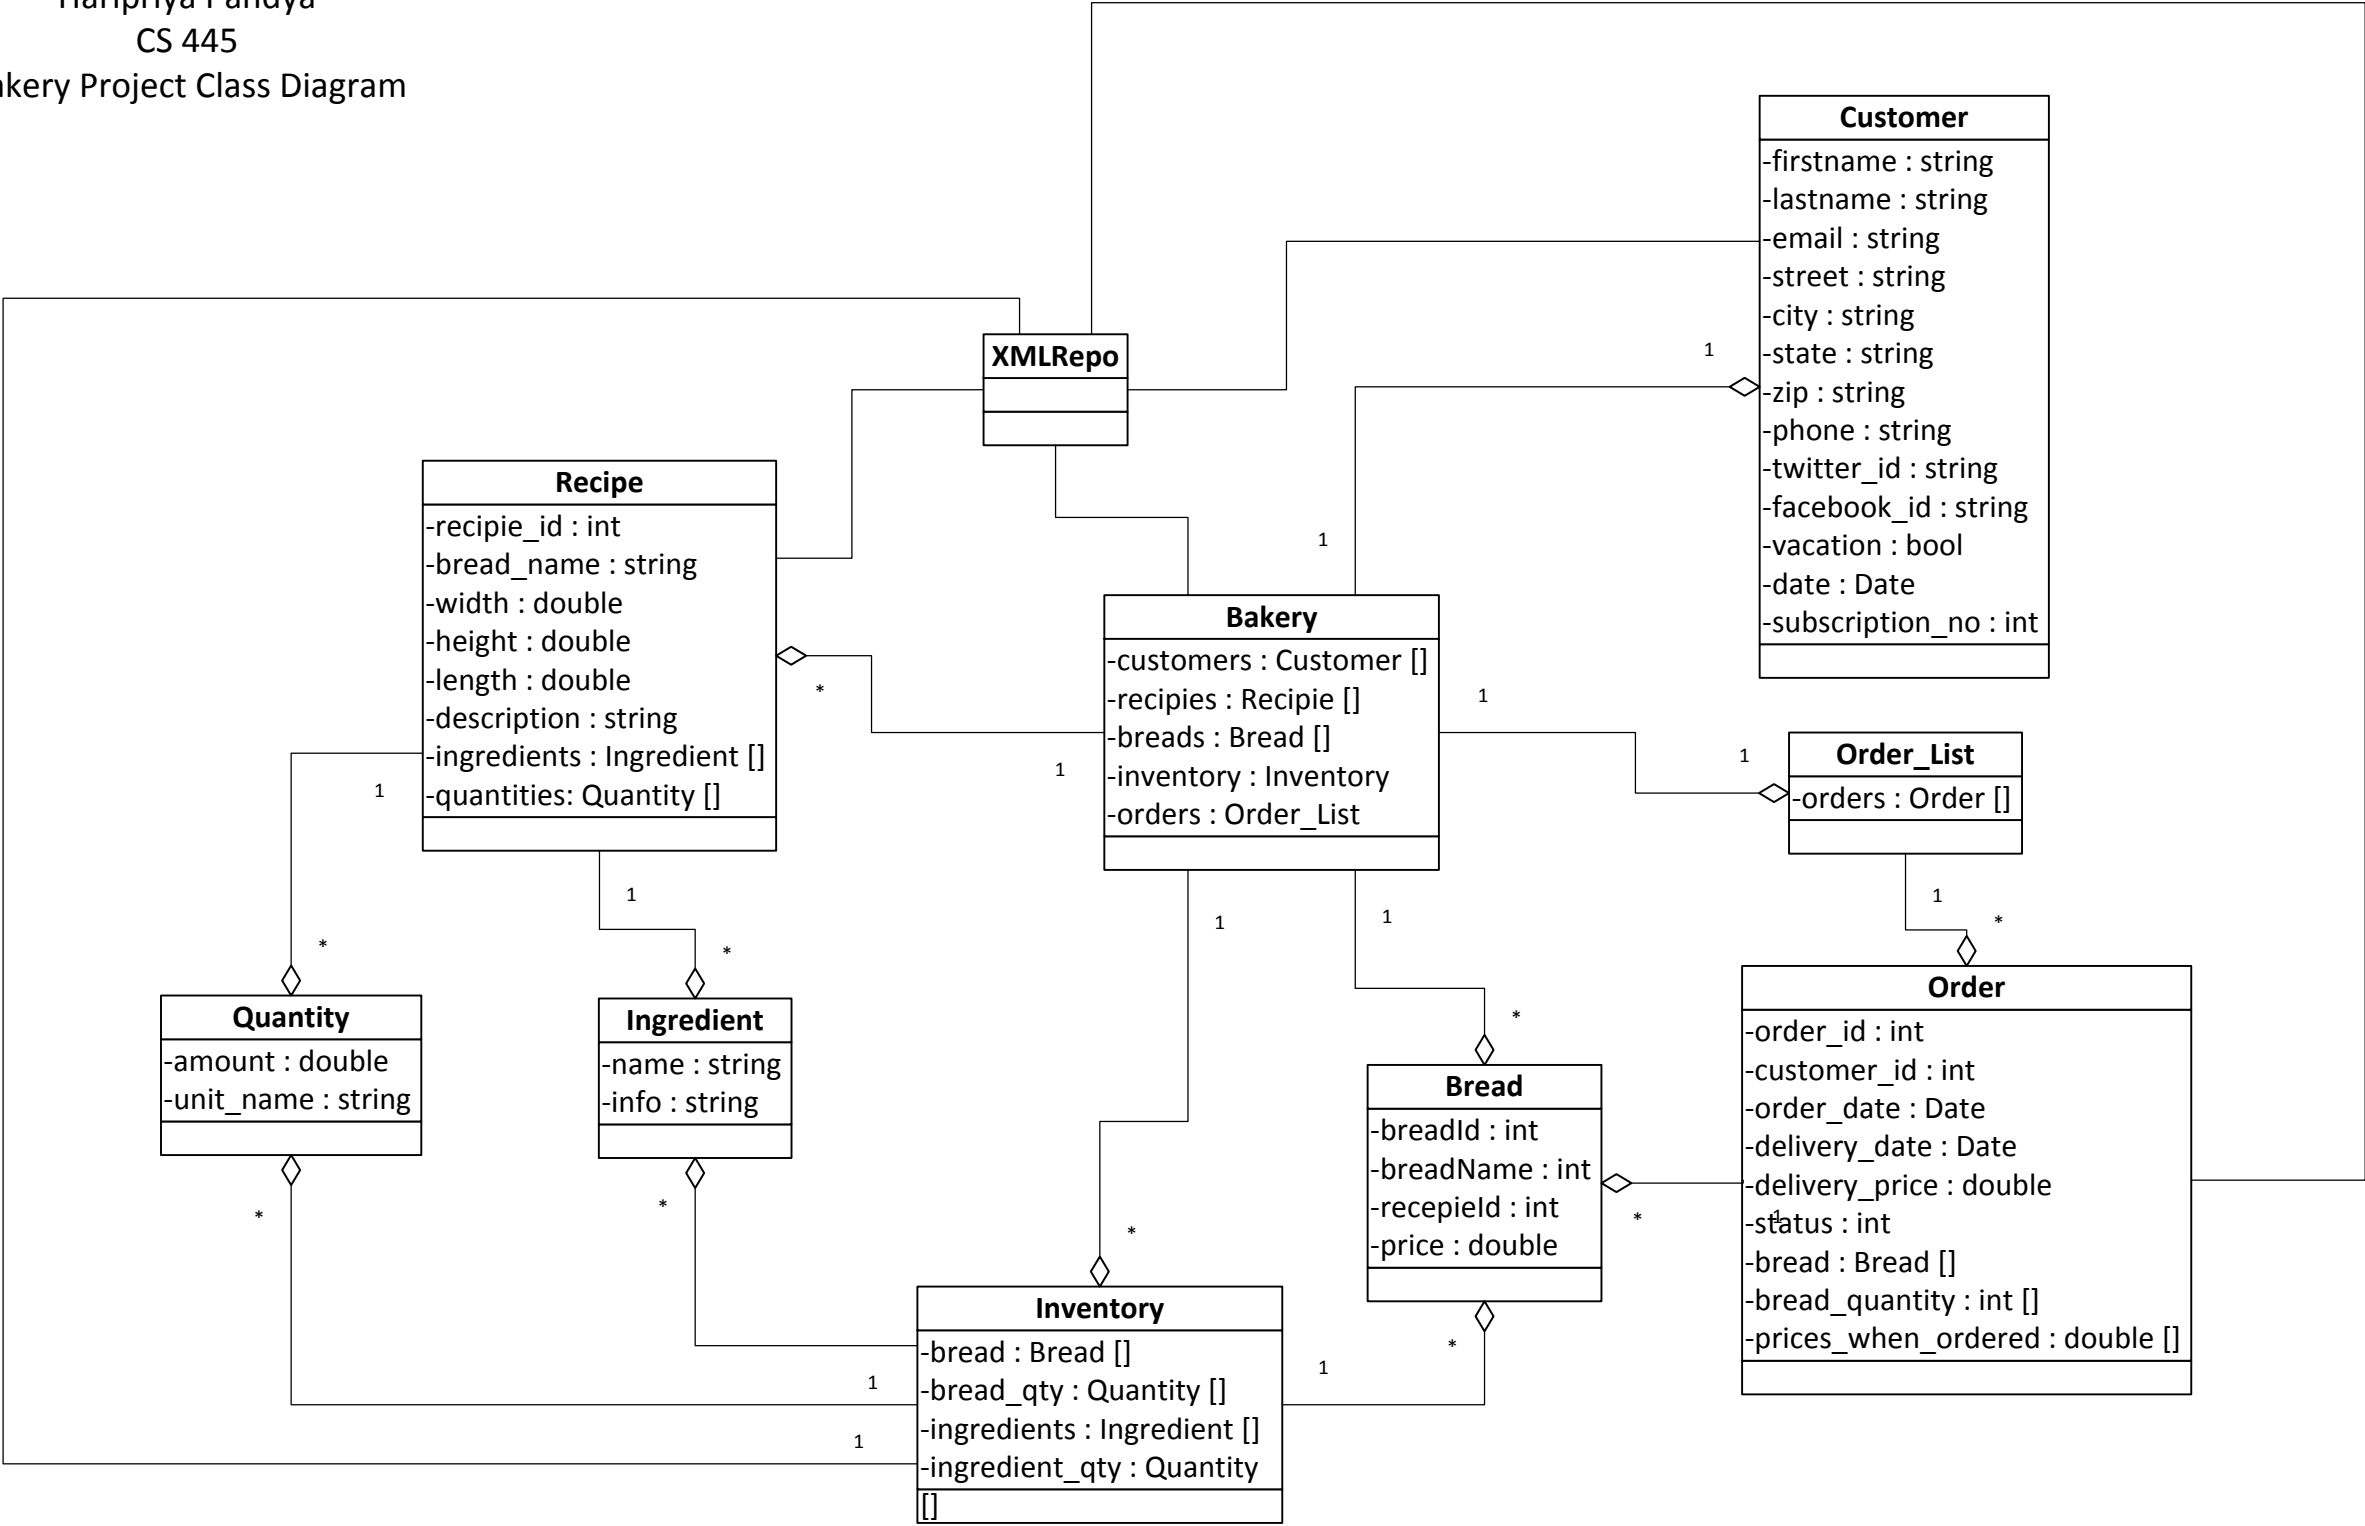 Haripriya Pandya
CS 445
akery Project Class Diagram
Customer
-firstname : string
-lastname : string
-email : string
-street : string
-city : string
-state : string
-zip : string
-phone : string
-twitter_id : string
-facebook_id : string
-vacation : bool
-date : Date
-subscription_no : int
1
1
XMLRepo
Recipe
-recipie_id : int
-bread_name : string
-width : double
-height : double
-length : double
-description : string
-ingredients : Ingredient []
-quantities: Quantity []
*
1
1
1
Bakery
-customers : Customer []
-recipies : Recipie []
-breads : Bread []
-inventory : Inventory
-orders : Order_List
1
1
1
1
Order_List
-orders : Order []
1
*
*
*
*
Quantity
-amount : double
-unit_name : string
*
Ingredient
-name : string
-info : string
*
*
Bread
-breadId : int
-breadName : int
-recepieId : int
-price : double
*
*
Order
-order_id : int
-customer_id : int
-order_date : Date
-delivery_date : Date
-delivery_price : double
-status : int
1
-bread : Bread []
-bread_quantity : int []
-prices_when_ordered : double []
Inventory
-bread : Bread []
-bread_qty : Quantity []
-ingredients : Ingredient []
-ingredient_qty : Quantity
[]
1
1
1